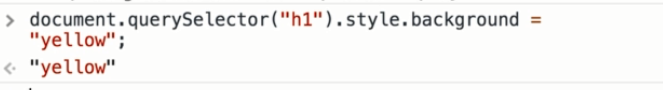 > document.querySelector("h1").style.background =
"yellow";
<· "yellow"